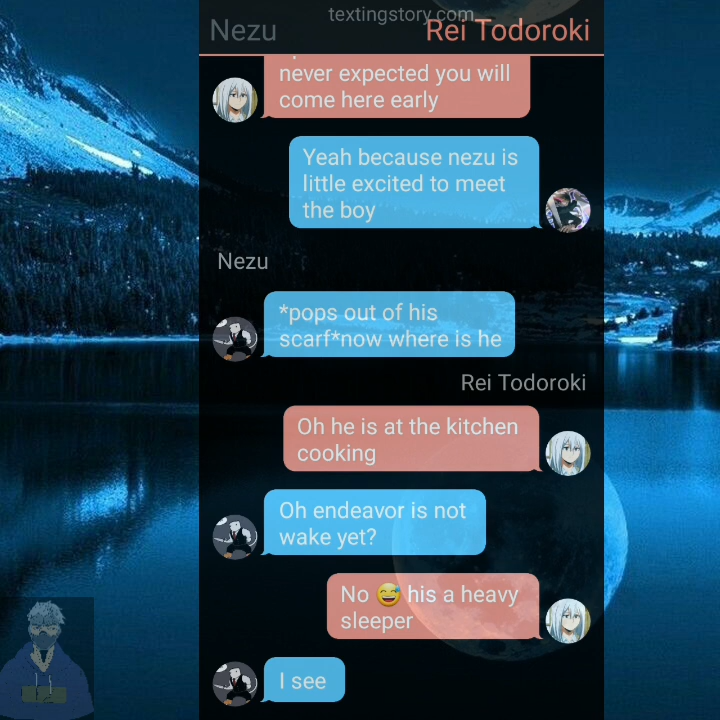 textingstory.com
Nezu Rei Todoroki
never expected you will
come here early
Yeah because nezu is
little excited to meet
the boy
Nezu
*pops out of his
scarf*now where is he
Rei Todoroki
Oh he is at the kitchen
cooking
Oh endeavor is not
wake yet?
No 😅 his a heavy
sleeper
I see